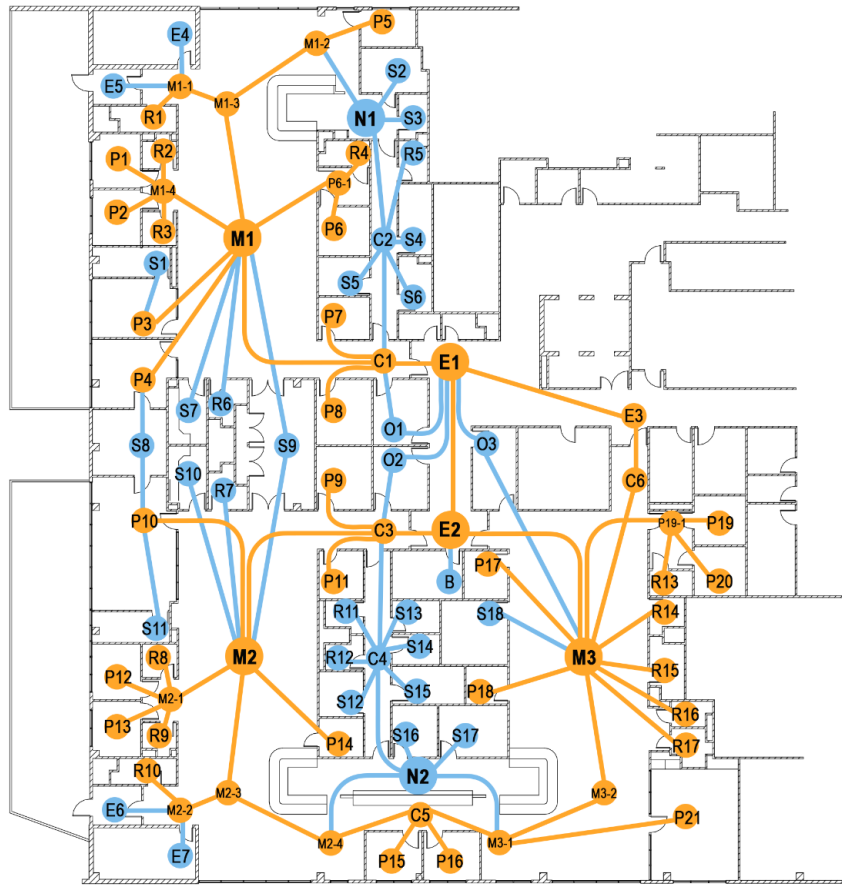 P5
E4
M1-2
S2
E5
M1-1
M1-3
R1
N1
S3
P1
R2
R4
R5
M1-4
P6-1
P2
R3
P6
M1
C2
S4
S1
S5
S6
P3
P7
C1
E1
P4
S7
R6
P8
E3
O1
S8
S9
O2
O3
S10
R7
P9
C6
P10
C3
E2
P19-1
P19
P11
B
P17
R13
P20
S11
R11
S13
S18
R14
R8
M2
R12
C4
S14
M3
P12
R15
M2-1
S12
S15
P18
P13
R9
R16
P14
S16
S17
R17
R10
N2
M2-3
M3-2
E6
M2-2
C5
P21
M2-4
M3-1
E7
P15
P16